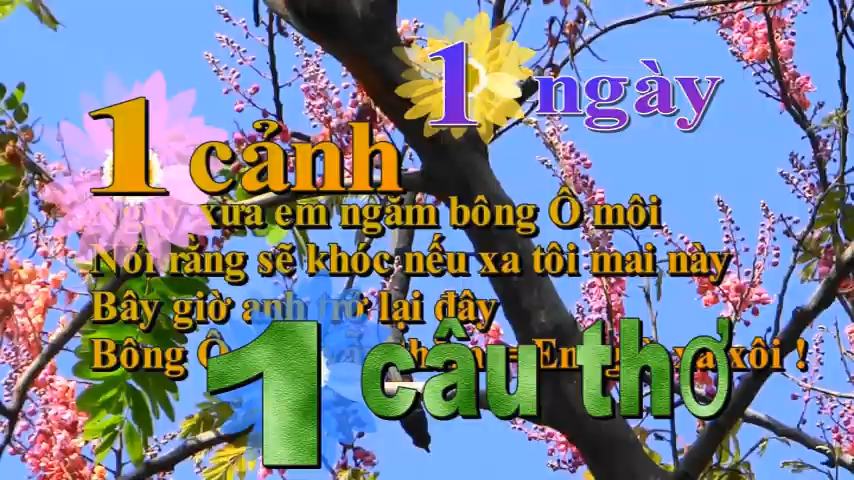 1 ngày
1 cảnh
xưa em ngắm bông Ô môi
Nói rằng sẽ khóc nếu xa tôi mai này
Bây giờ anh trở lại đây
Bông Ô xa xôi !
1 câu thơ